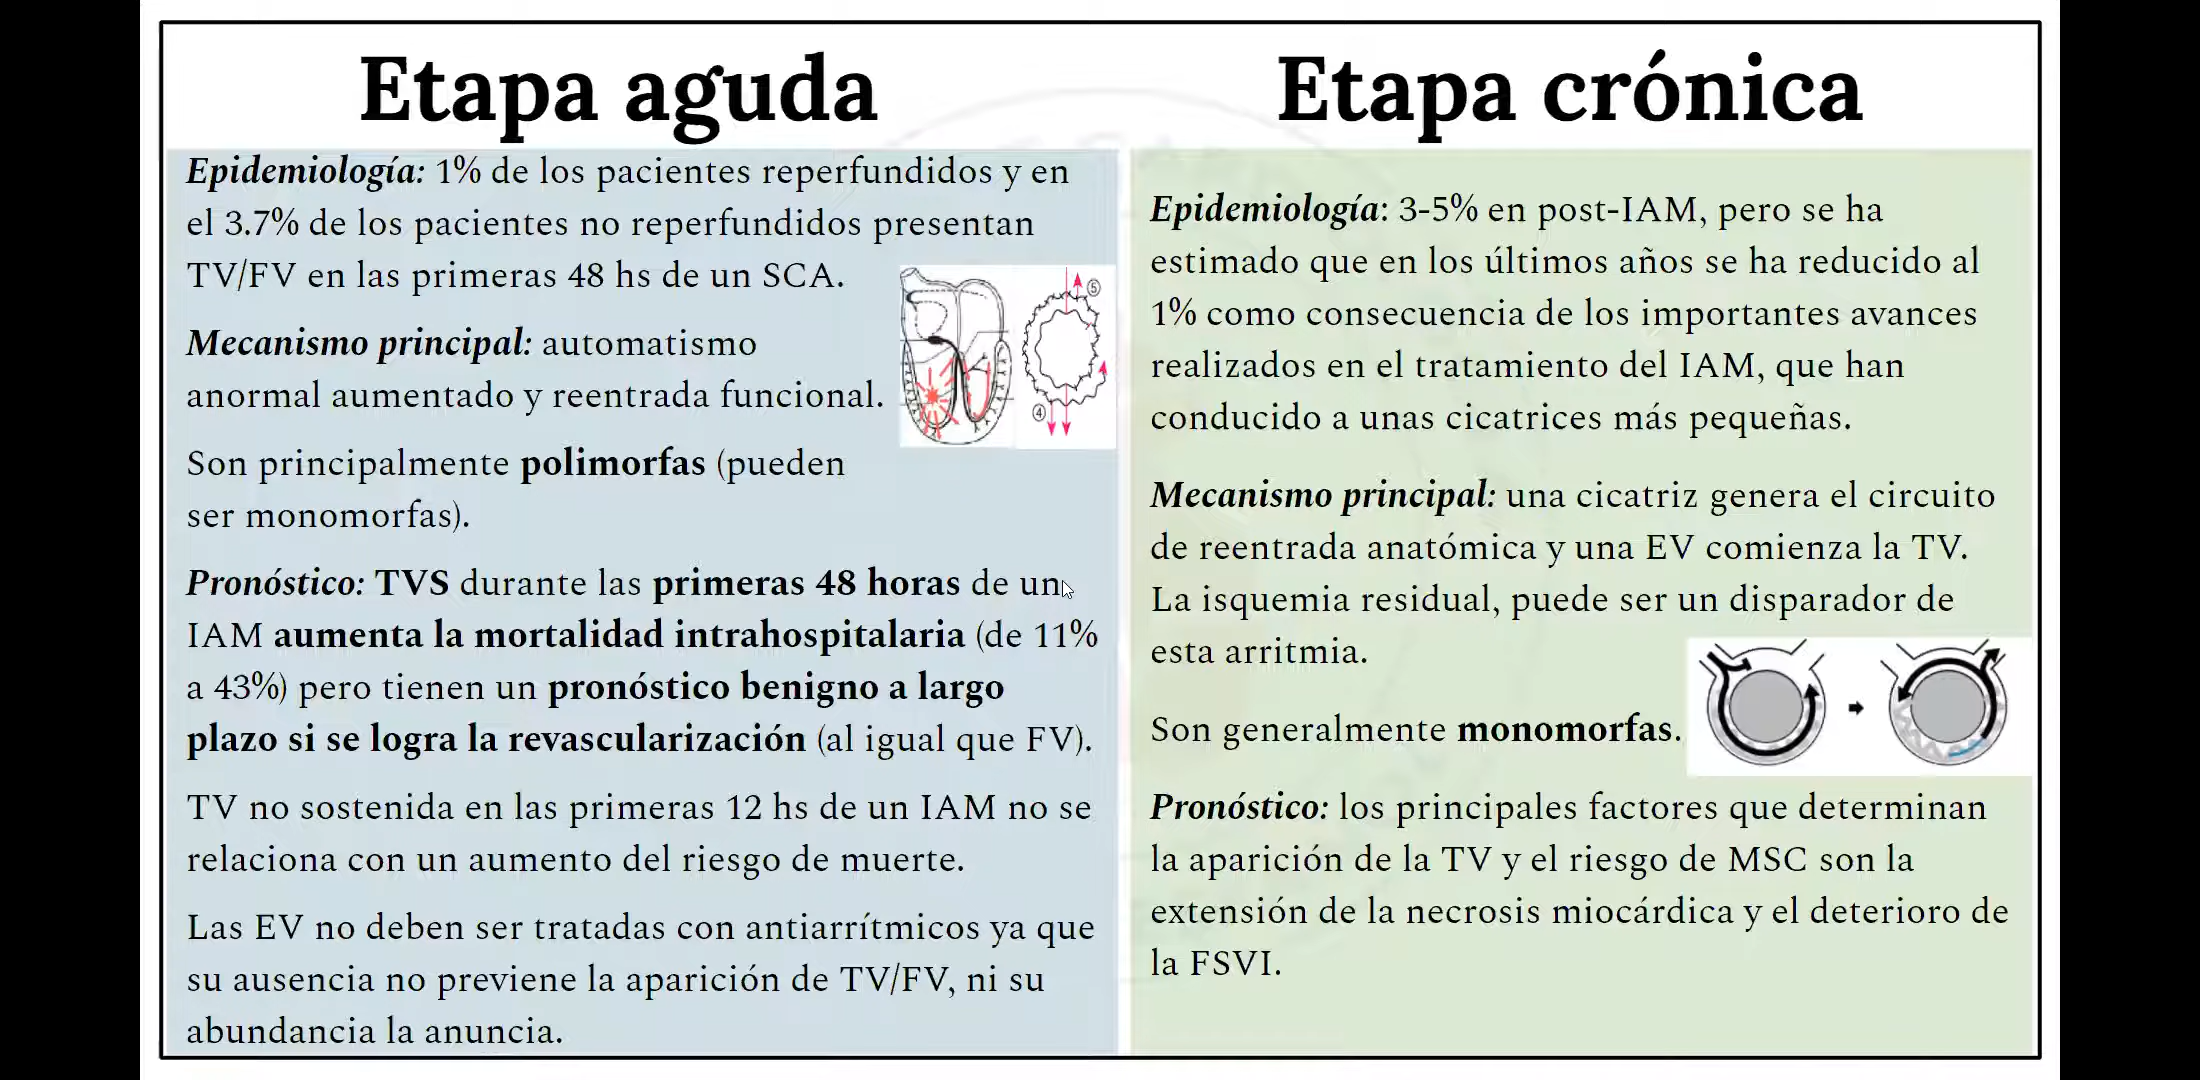 Etapa aguda
Epidemiología: 1% de los pacientes reperfundidos y en
el 3.7% de los pacientes no reperfundidos presentan
TV/FV en las primeras 48 hs de un SCA.
Mecanismo principal: automatismo
anormal aumentado y reentrada funcional.
Son principalmente polimorfas (pueden
ser monomorfas).
Pronóstico: TVS durante las primeras 48 horas de un
IAM aumenta la mortalidad intrahospitalaria (de 11%
a 43%) pero tienen un pronóstico benigno a largo
plazo si se logra la revascularización (al igual que FV).
TV no sostenida en las primeras 12 hs de un IAM no se
relaciona con un aumento del riesgo de muerte.
Las EV no deben ser tratadas con antiarrítmicos ya que
su ausencia no previene la aparición de TV/FV, ni su
abundancia la anuncia.
5
4
Etapa crónica
Epidemiología: 3-5% en post-IAM, pero se ha
estimado que en los últimos años se ha reducido al
1% como consecuencia de los importantes avances
realizados en el tratamiento del IAM, que han
conducido a unas cicatrices más pequeñas.
Mecanismo principal: una cicatriz genera el circuito
de reentrada anatómica y una EV comienza la TV.
La isquemia residual, puede ser un disparador de
esta arritmia.
Son generalmente monomorfas.
Pronóstico: los principales factores que determinan
la aparición de la TV y el riesgo de MSC son la
extensión de la necrosis miocárdica y el deterioro de
la FSVI.